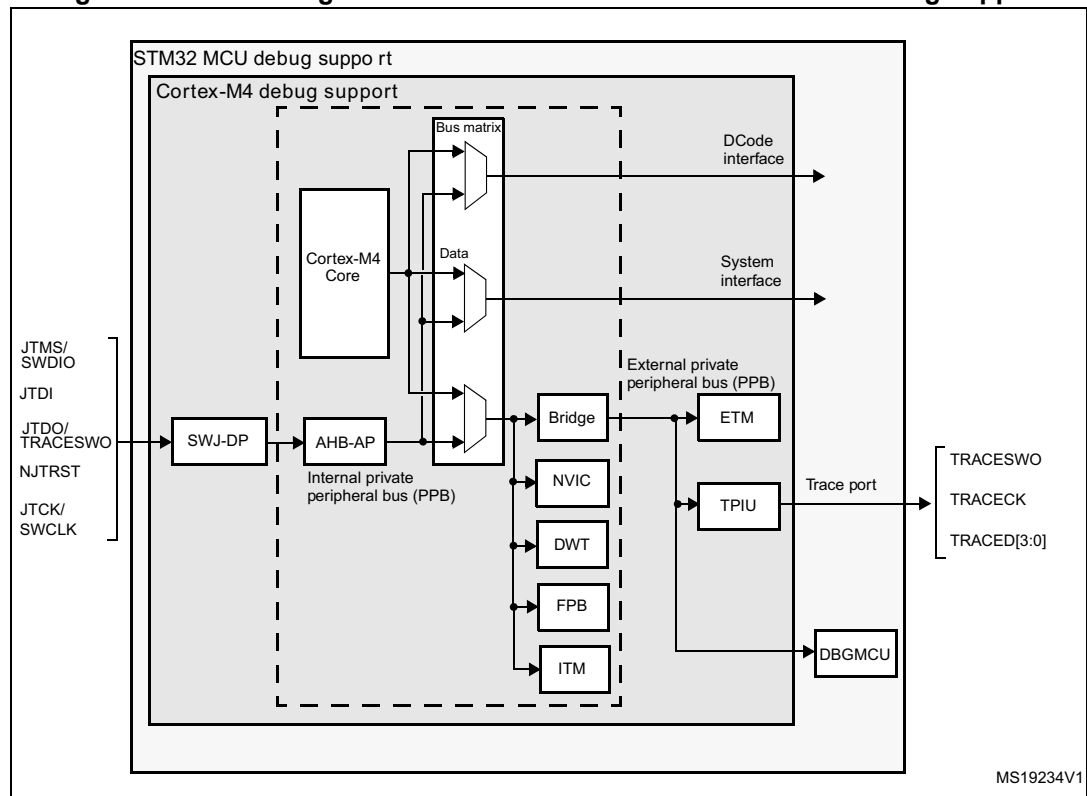 STM32 MCU debug suppo rt
Cortex-M4 debug support
Bus matrix
DCode
interface
Cortex-M4
Core
Data
System
interface
JTMS/
SWDIO
JTDI
JTDO/
TRACESWO
NJTRST
JTCK/
SWCLK
SWJ-DP
AHB-AP
Internal private
peripheral bus (PPB)
External private
peripheral bus (PPB)
Bridge
NVIC
DWT
FPB
ITM
ETM
TPIU
Trace port
TRACESWO
TRACECK
TRACED[3:0]
DBGMCU
MS19234V1